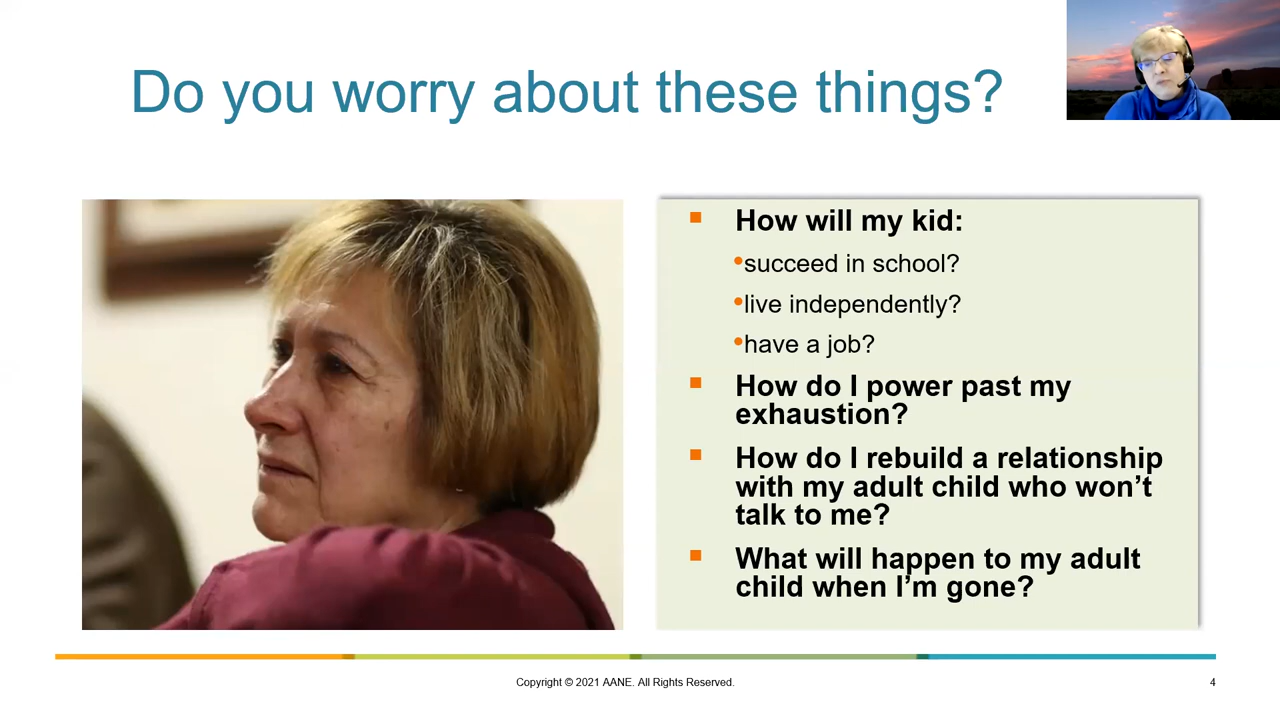 Do you worry about these things?
How will my kid:
•succeed in school?
•live independently?
•have a job?
How do I power past my
exhaustion?
How do I rebuild a relationship
with my adult child who won’t
talk to me?
What will happen to my adult
child when I’m gone?
Copyright © 2021 AANE. All Rights Reserved.
4